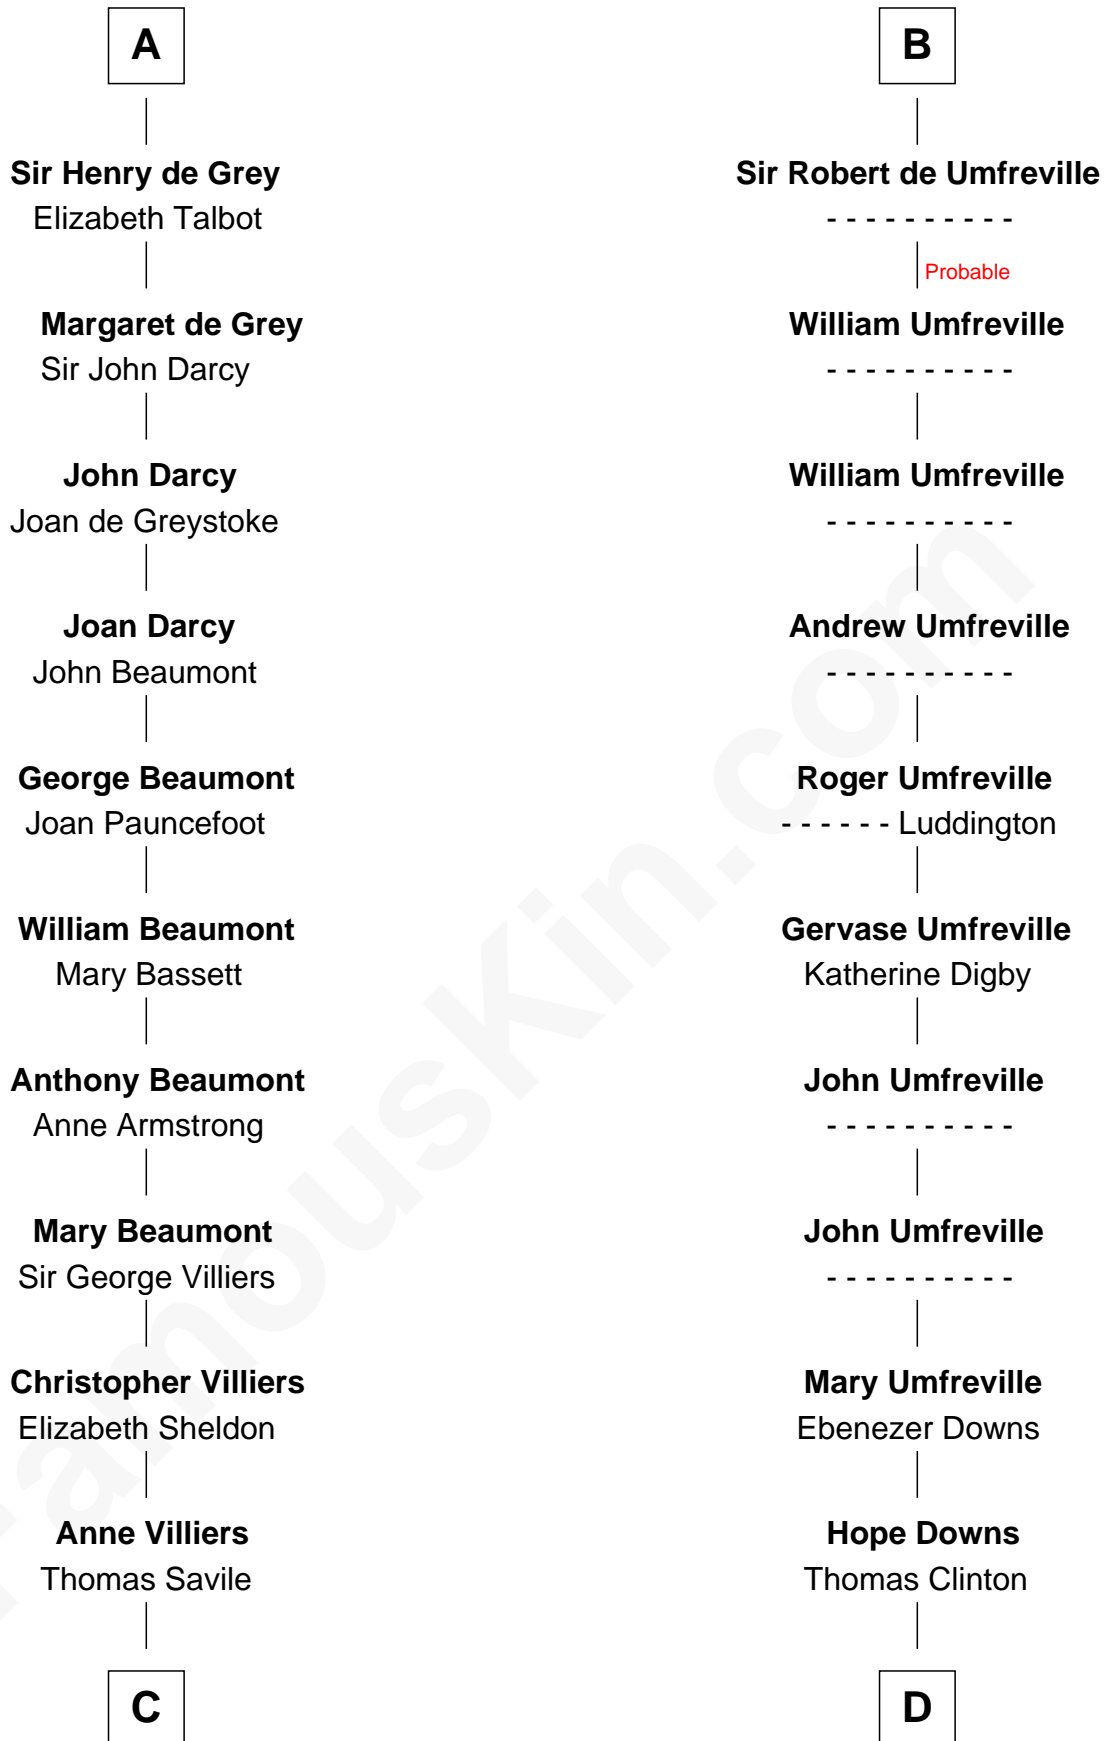 A
Sir Henry de Grey
Elizabeth Talbot
Margaret de Grey
Sir John Darcy
John Darcy
Joan de Greystoke
Joan Darcy
John Beaumont
George Beaumont
Joan Pauncefoot
William Beaumont
Mary Bassett
Anthony Beaumont
Anne Armstrong
Mary Beaumont
Sir George Villiers
Christopher Villiers
Elizabeth Sheldon
Anne Villiers
Thomas Savile
C
B
Sir Robert de Umfreville
- - - - - - - - - -
Probable
William Umfreville
- - - - - - - - - -
William Umfreville
- - - - - - - - - -
Andrew Umfreville
- - - - - - - - - -
Roger Umfreville
- - - - - - Luddington
Gervase Umfreville
Katherine Digby
John Umfreville
- - - - - - - - - -
John Umfreville
- - - - - - - - - -
Mary Umfreville
Ebenezer Downs
Hope Downs
Thomas Clinton
D
FamousKin.com